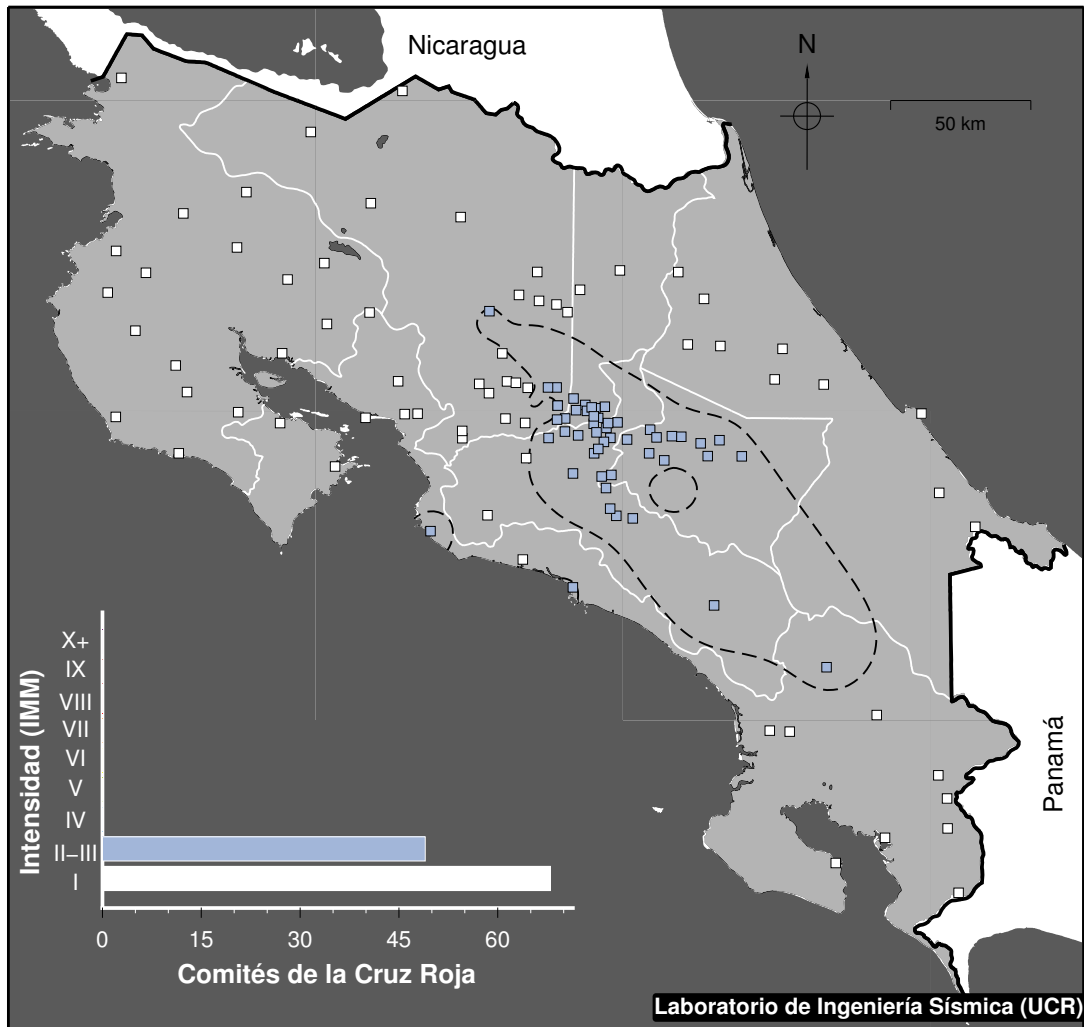 Nicaragua
N
50 km
Panamá
Intensidad (IMM)
X+
IX
VIII
VII
VI
V
IV
II–III
I
0 15 30 45 60
Comités de la Cruz Roja
Laboratorio de Ingeniería Sísmica (UCR)